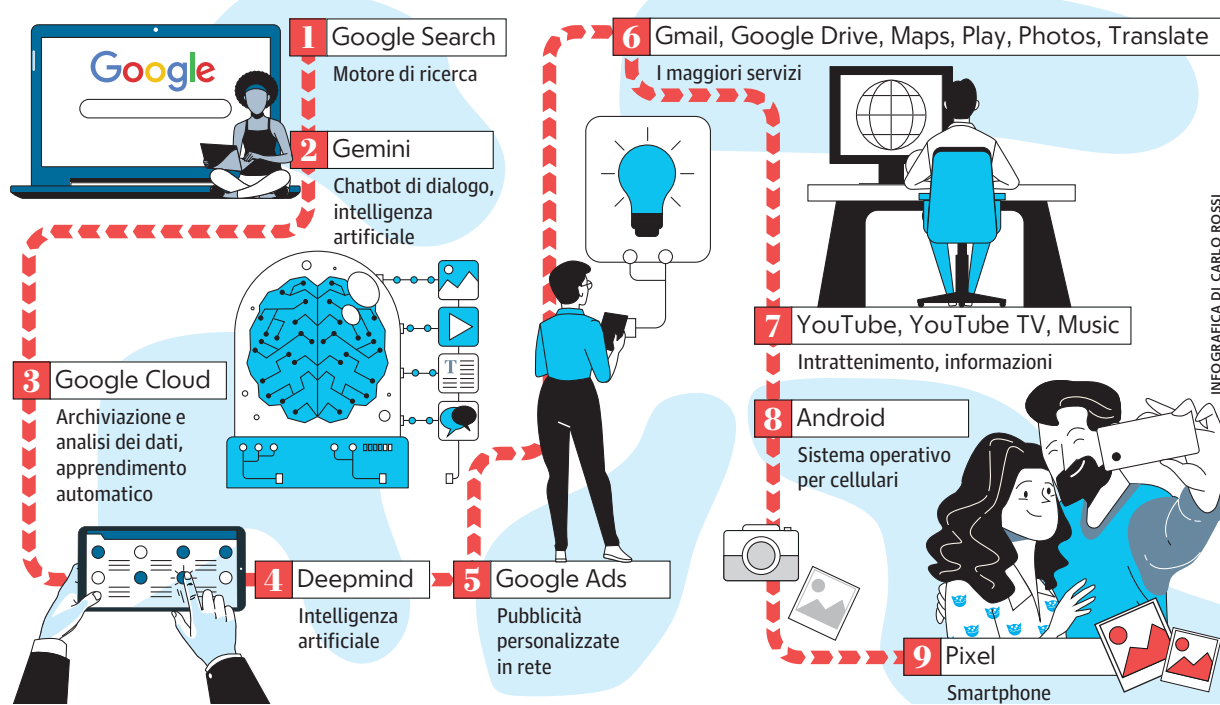 Google
1 Google Search
Motore di ricerca
2 Gemini
Chatbot di dialogo,
intelligenza
artificiale
3 Google Cloud
Archiviazione e
analisi dei dati,
apprendimento
automatico
T
4 Deepmind
Intelligenza
artificiale
5 Google Ads
Pubblicità
personalizzate
in rete
6 Gmail, Google Drive, Maps, Play, Photos, Translate
I maggiori servizi
7 YouTube, YouTube TV, Music
Intrattenimento, informazioni
8 Android
Sistema operativo
per cellulari
9 Pixel
Smartphone
INFOGRAFICA DI CARLO ROSSI